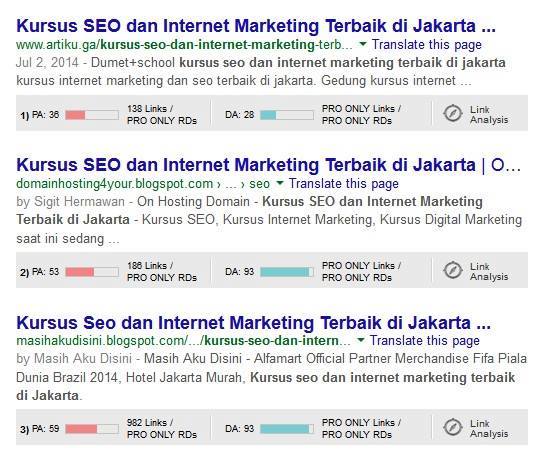 Kursus SEO dan Internet Marketing Terbaik di Jakarta ...
www.artiku.ga/kursus-seo-dan-internet-marketing-terb... Translate this page
Jul 2, 2014 - Dumet+school kursus seo dan internet marketing terbaik di jakarta
kursus internet marketing dan seo terbaik di jakarta. Gedung kursus internet ...
1) PA: 36 138 Links / PRO ONLY RDs DA: 28 PRO ONLY Links / PRO ONLY RDs Link Analysis
Kursus SEO dan Internet Marketing Terbaik di Jakarta | O...
domainhosting4your.blogspot.com › ... › seo Translate this page
by Sigit Hermawan - On Hosting Domain - Kursus SEO dan Internet Marketing
Terbaik di Jakarta - Kursus SEO, Kursus Internet Marketing, Kursus Digital Marketing
saat ini sedang ...
2) PA: 53 186 Links / PRO ONLY RDs DA: 93 PRO ONLY Links / PRO ONLY RDs Link Analysis
Kursus Seo dan Internet Marketing Terbaik di Jakarta ...
masihakudisini.blogspot.com/.../kursus-seo-dan-intern... Translate this page
by Masih Aku Disini - Masih Aku Disini - Alfamart Official Partner Merchandise Fifa Piala
Dunia Brazil 2014, Hotel Jakarta Murah, Kursus seo dan internet marketing terbaik
di Jakarta.
3) PA: 59 982 Links / PRO ONLY RDs DA: 93 PRO ONLY Links / PRO ONLY RDs Link Analysis